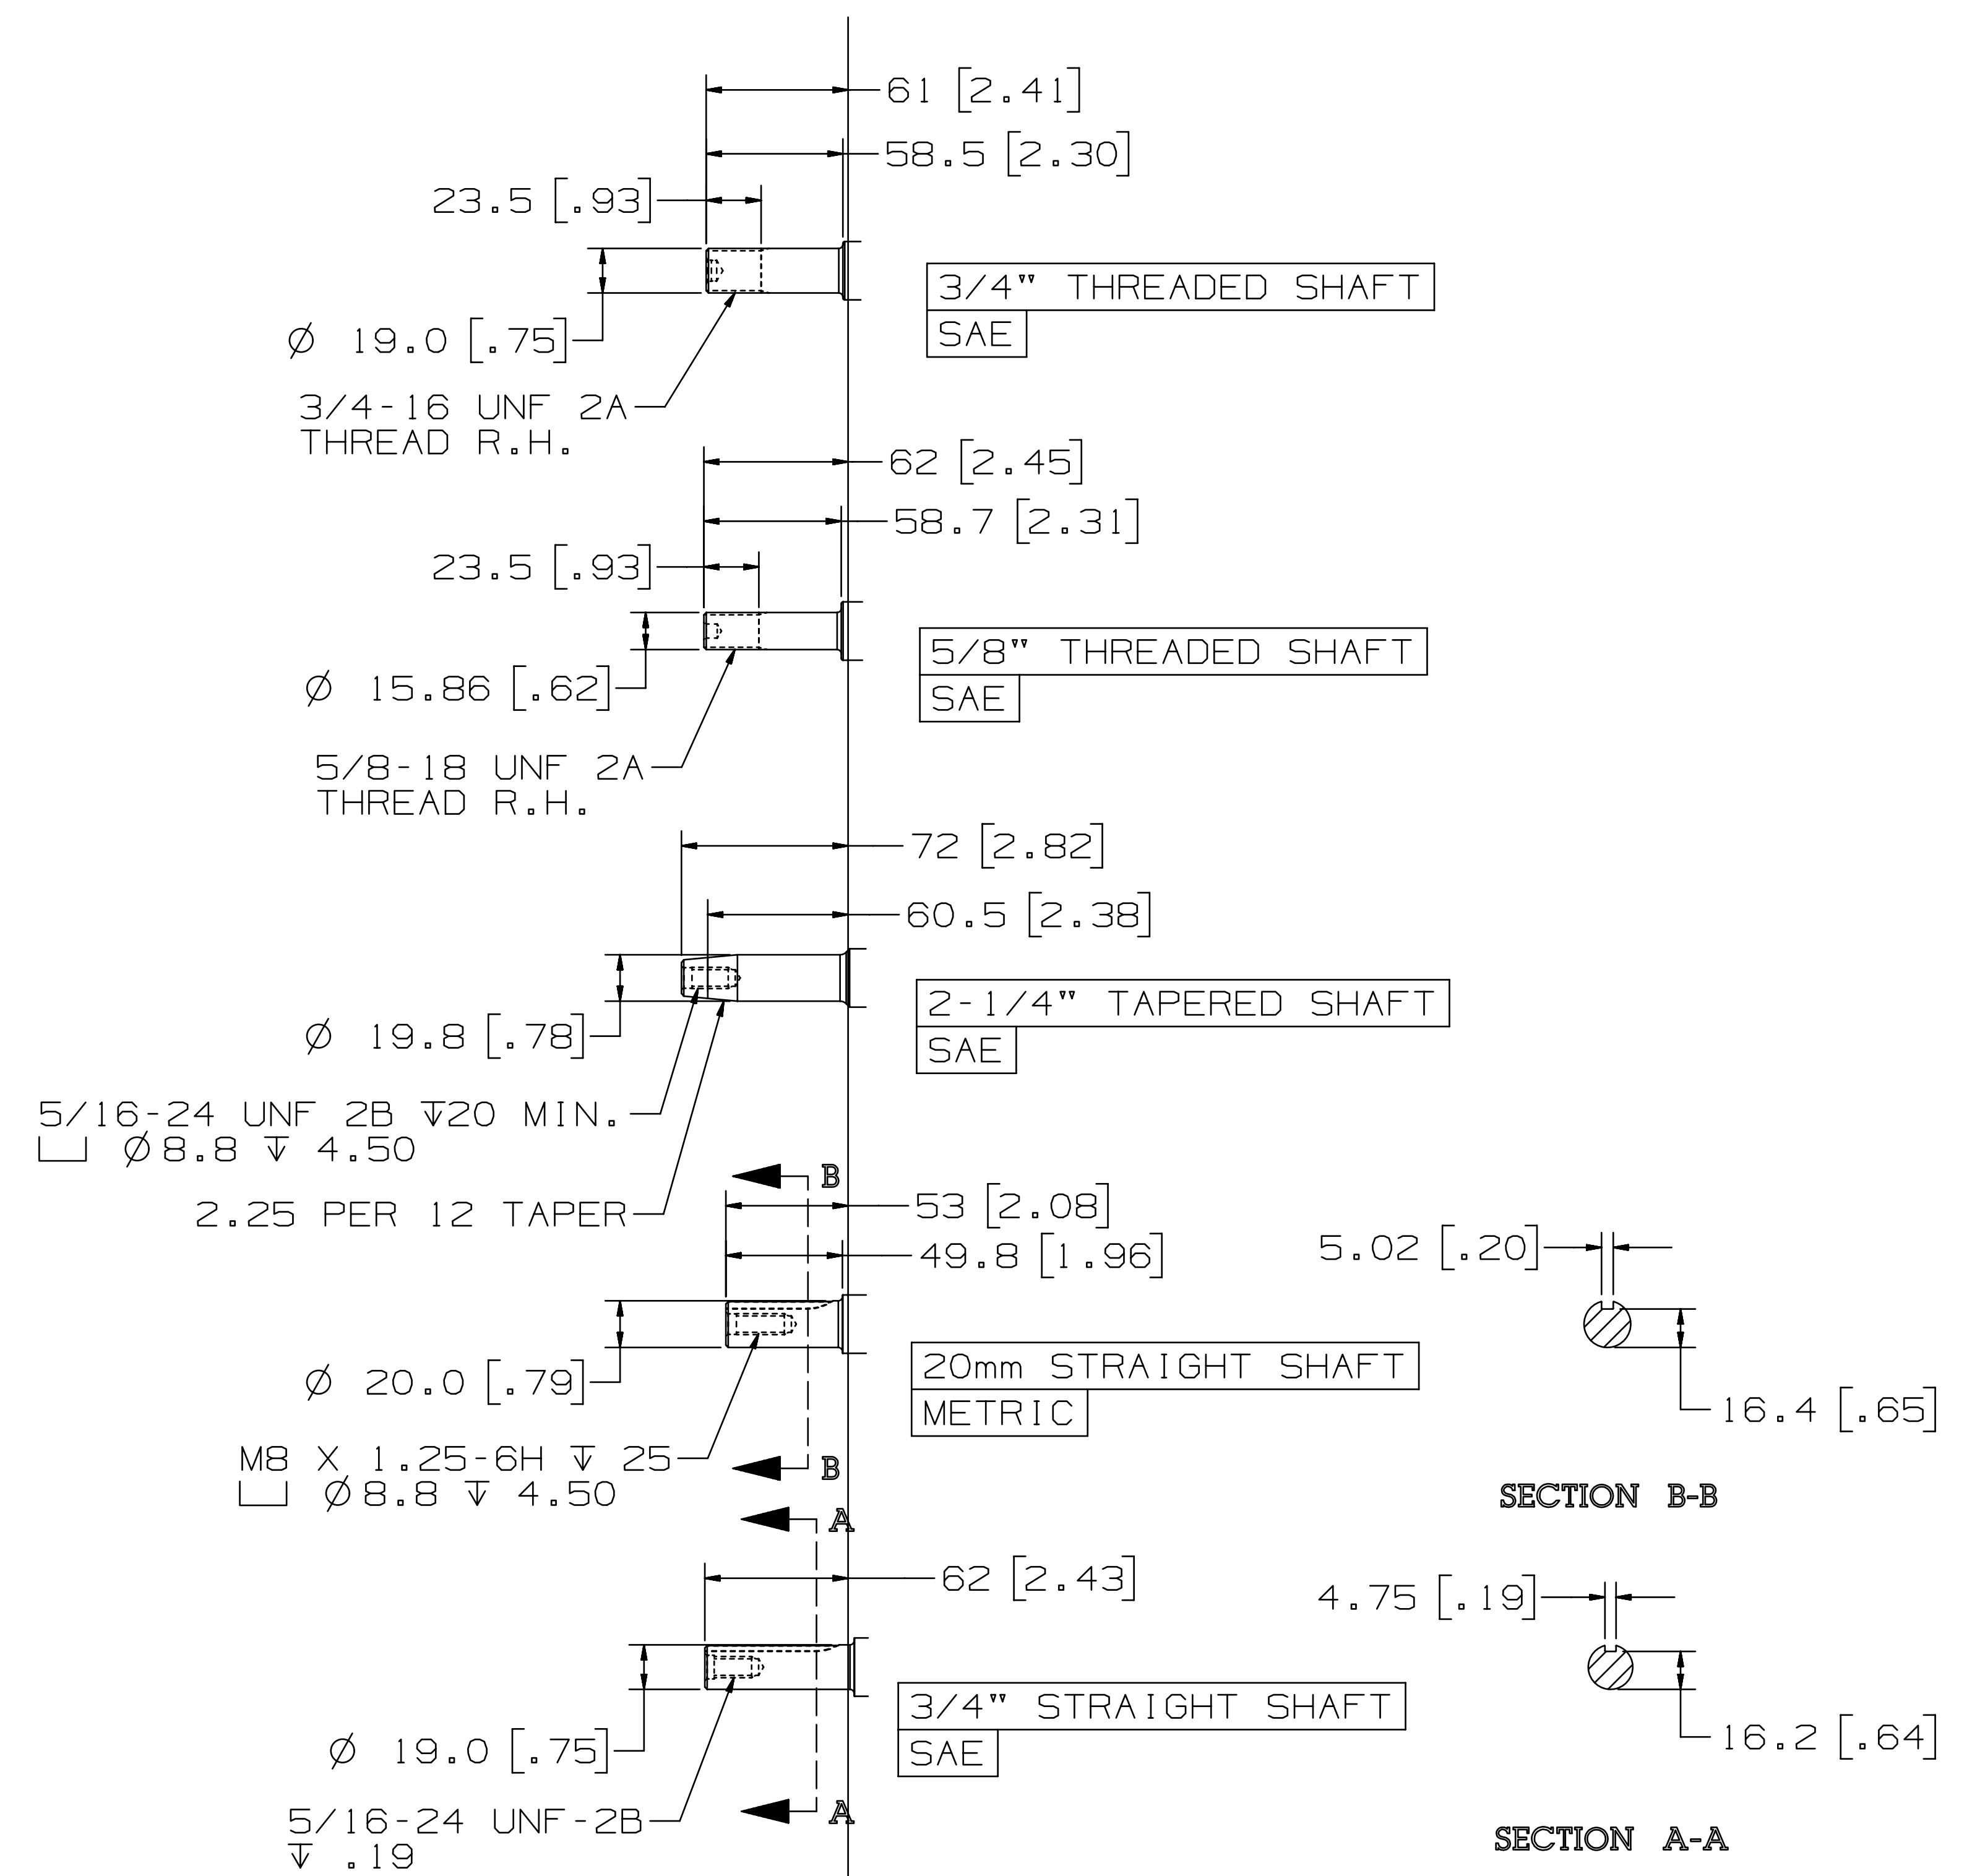 61 [2.41]
58.5 [2.30]
23.5 [.93]
3/4" THREADED SHAFT
SAE
Ø 19.0 [.75]
3/4-16 UNF 2A
THREAD R.H.
62 [2.45]
58.7 [2.31]
23.5 [.93]
5/8" THREADED SHAFT
SAE
Ø 15.86 [.62]
5/8-18 UNF 2A
THREAD R.H.
72 [2.82]
60.5 [2.38]
2-1/4" TAPERED SHAFT
SAE
Ø 19.8 [.78]
5/16-24 UNF 2B ↧20 MIN.
⌴ Ø8.8 ↧ 4.50
2.25 PER 12 TAPER
B
53 [2.08]
49.8 [1.96]
5.02 [.20]
20mm STRAIGHT SHAFT
METRIC
Ø 20.0 [.79]
16.4 [.65]
M8 X 1.25-6H ↧ 25
⌴ Ø8.8 ↧ 4.50
B
SECTION B-B
A
62 [2.43]
4.75 [.19]
3/4" STRAIGHT SHAFT
SAE
Ø 19.0 [.75]
16.2 [.64]
5/16-24 UNF-2B
↧ .19
A
SECTION A-A